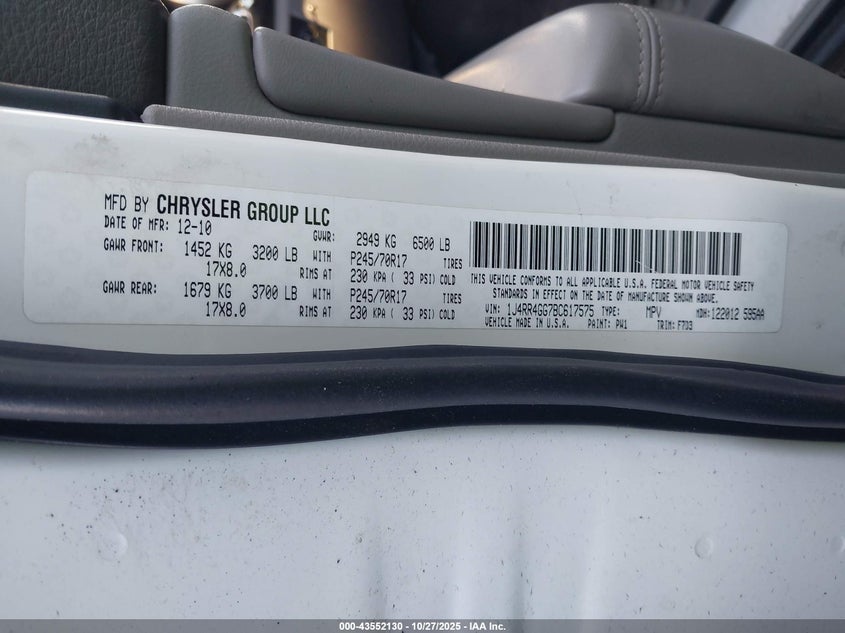 MFD BY CHRYSLER GROUP LLC
DATE OF MFR: 12-10 GVWR: 2949 KG 6500 LB
GAWR FRONT: 1452 KG 3200 LB WITH P245/70R17 TIRES
17X8.0 RIMS AT 230 KPA ( 33 PSI) COLD
GAWR REAR: 1679 KG 3700 LB WITH P245/70R17 TIRES
17X8.0 RIMS AT 230 KPA ( 33 PSI) COLD
THIS VEHICLE CONFORMS TO ALL APPLICABLE U.S.A. FEDERAL MOTOR VEHICLE SAFETY
STANDARDS IN EFFECT ON THE DATE OF MANUFACTURE SHOWN ABOVE.
VIN: 1J4RR4GG7BC617575 TYPE: MPV MDH: 122012 595AA
VEHICLE MADE IN U.S.A. PAINT: PW1 TRIM: F7D3
000-43552130 - 10/27/2025 - IAA Inc.